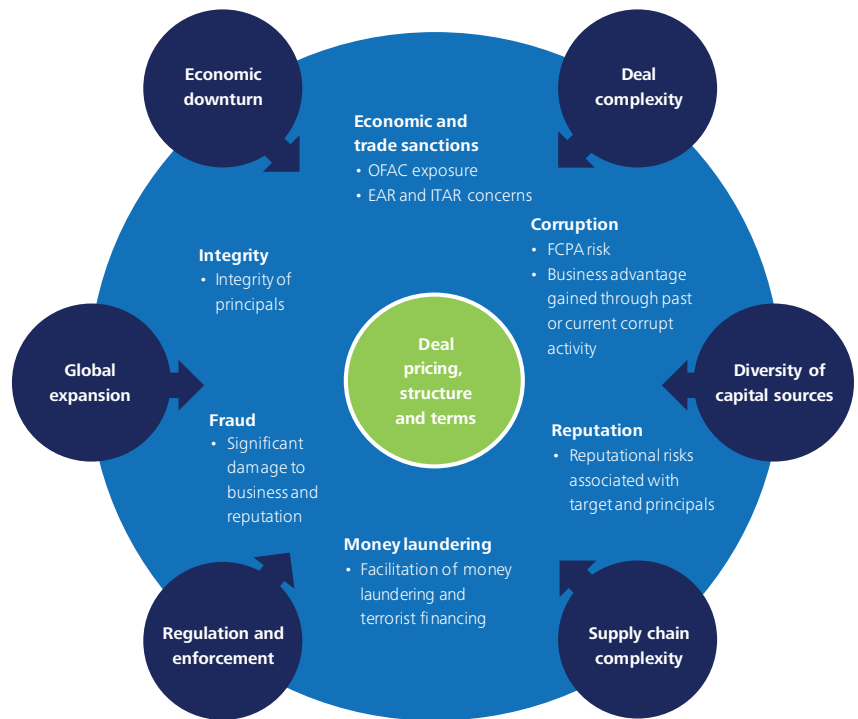 Economic
downturn
Deal
complexity
Economic and
trade sanctions
• OFAC exposure
• EAR and ITAR concerns
Corruption
• FCPA risk
• Business advantage
gained through past
or current corrupt
activity
Integrity
• Integrity of
principals
Deal
pricing,
structure
and terms
Global
expansion
Diversity of
capital sources
Fraud
• Significant
damage to
business and
reputation
Reputation
• Reputational risks
associated with
target and principals
Money laundering
• Facilitation of money
laundering and
terrorist financing
Regulation and
enforcement
Supply chain
complexity